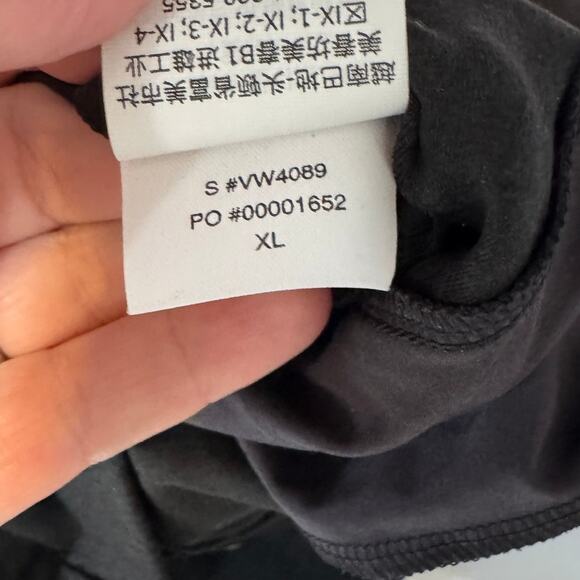 越南巴地-头顿省富美市社
美春坊美春B1 进雄工业
区IX-1; IX-2; IX-3; IX-4
S #VW4089
PO #00001652
XL